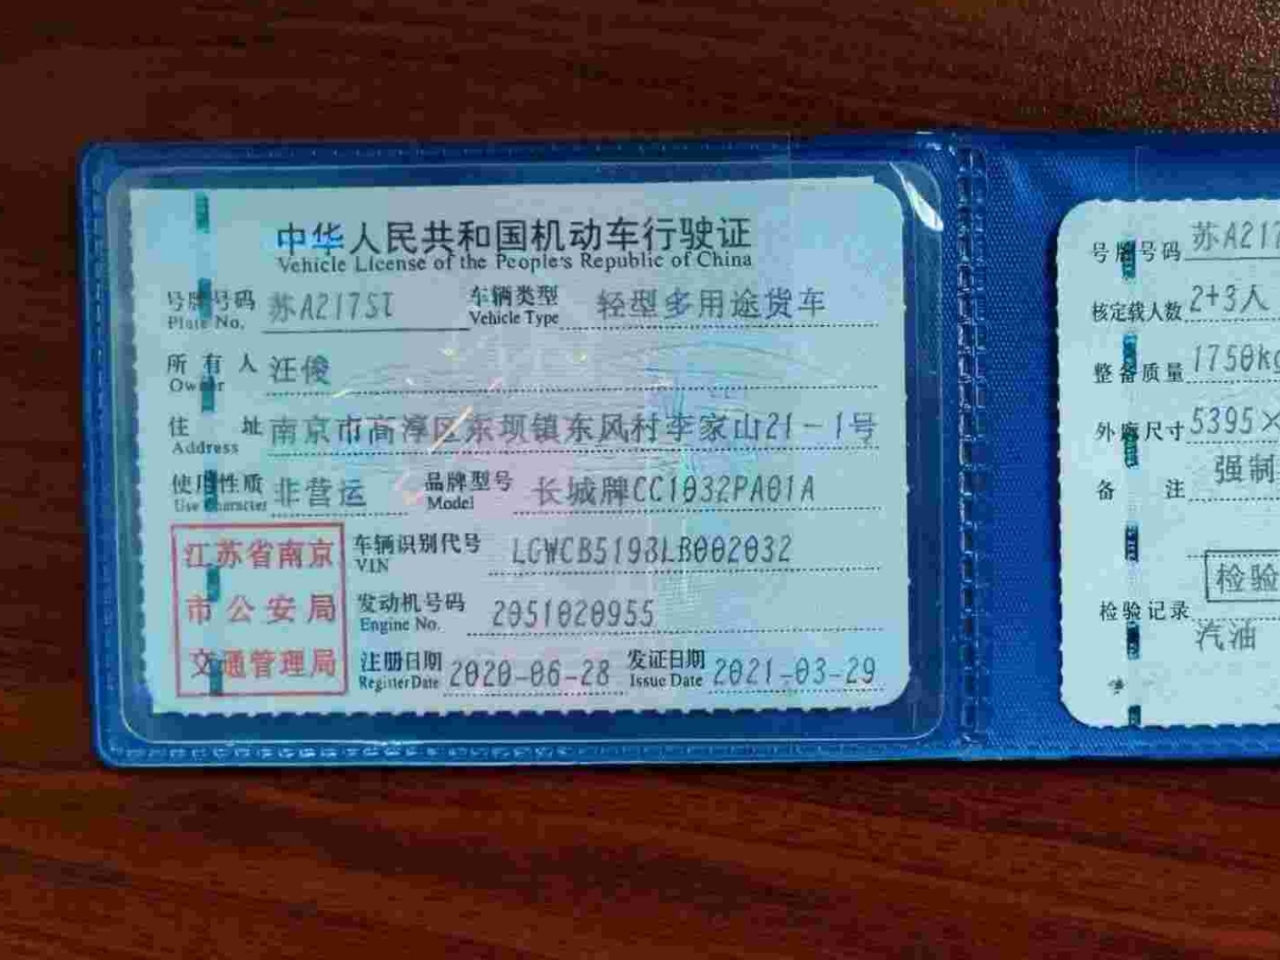 中华人民共和国机动车行驶证
Vehicle License of the People's Republic of China
号牌号码 苏A217ST 车辆类型 轻型多用途货车
Plate No. Vehicle Type
所有人 汪俊
Owner
住址 南京市高淳区东坝镇东风村李家山21-1号
Address
使用性质 非营运 品牌型号 长城牌CC1032PA01A
Use Character Model
江苏省南京
市公安局
交通管理局
车辆识别代号 LGWCB5198LB002032
VIN
发动机号码 2051020955
Engine No.
注册日期 2020-06-28 发证日期 2021-03-29
Register Date Issue Date
号牌号码 苏A217
核定载人数 2+3人
整备质量 1750kg
外廓尺寸 5395×
备注 强制
检验
检验记录
汽油